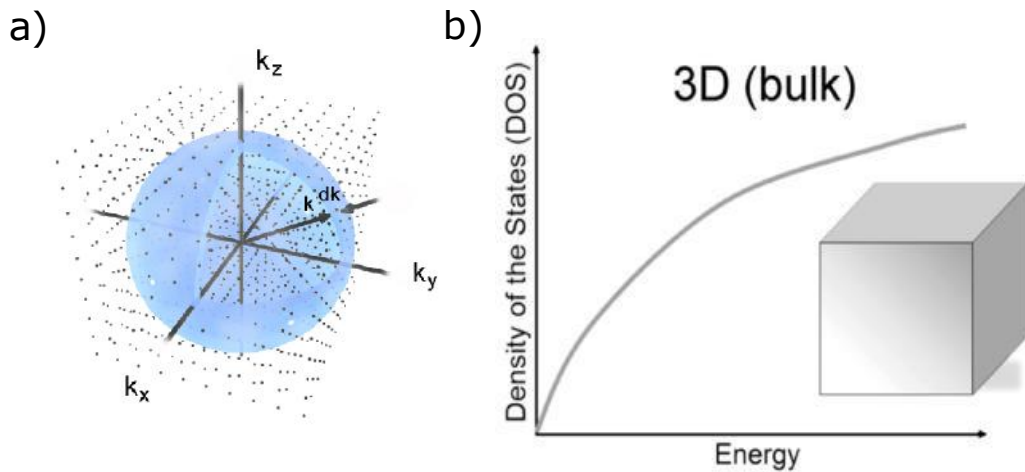 a)
k_z
k
dk
k_y
k_x
b)
3D (bulk)
Density of the States (DOS)
Energy